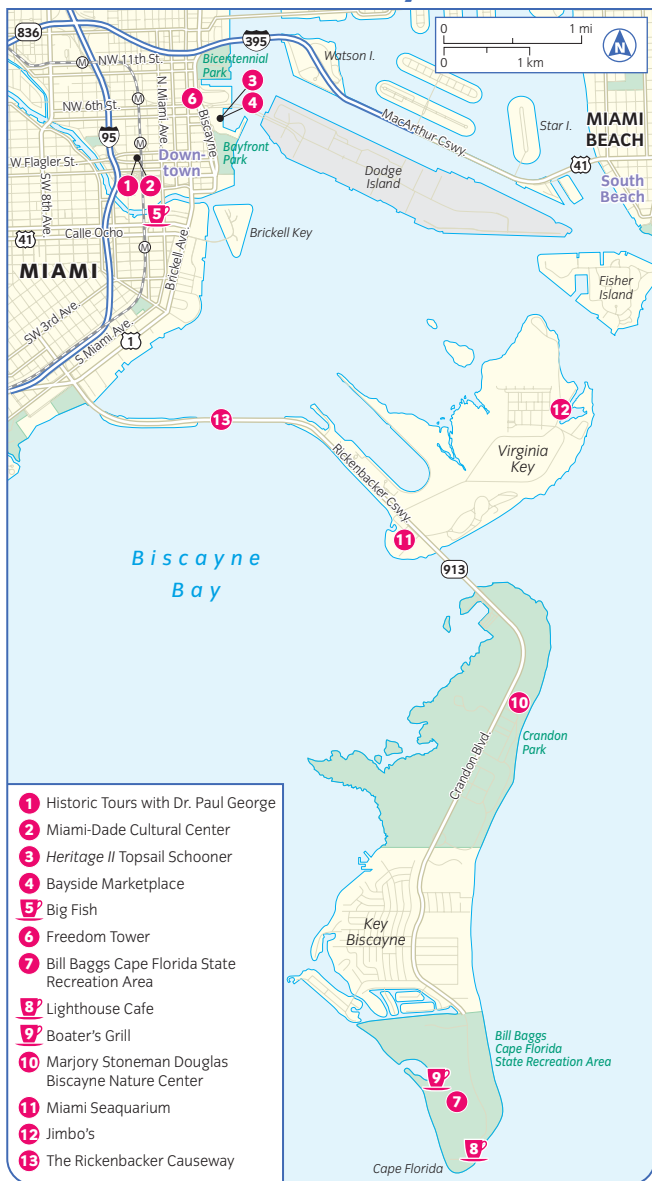 836
395
0 1 mi
0 1 km
N
NW 11th St.
M
Bicentennial
Park
Watson I.
3
6
4
NW 6th St.
M
N Miami Ave.
Biscayne
MacArthur Cswy.
Star I.
MIAMI
BEACH
95
M
Bayfront
Park
W Flagler St.
Down-
town
Dodge
Island
41
South
Beach
SW 8th Ave.
1
2
5
Calle Ocho
41
M
Brickell Ave
Brickell Key
MIAMI
Fisher
Island
SW 3rd Ave.
S Miami Ave
1
12
13
Rickenbacker Cswy.
Virginia
Key
11
Biscayne
Bay
913
10
Crandon
Park
Crandon Blvd.
Key
Biscayne
Bill Baggs
Cape Florida
State Recreation Area
9
7
8
Cape Florida
1 Historic Tours with Dr. Paul George
2 Miami-Dade Cultural Center
3 Heritage II Topsail Schooner
4 Bayside Marketplace
5 Big Fish
6 Freedom Tower
7 Bill Baggs Cape Florida State
Recreation Area
8 Lighthouse Cafe
9 Boater's Grill
10 Marjory Stoneman Douglas
Biscayne Nature Center
11 Miami Seaquarium
12 Jimbo's
13 The Rickenbacker Causeway